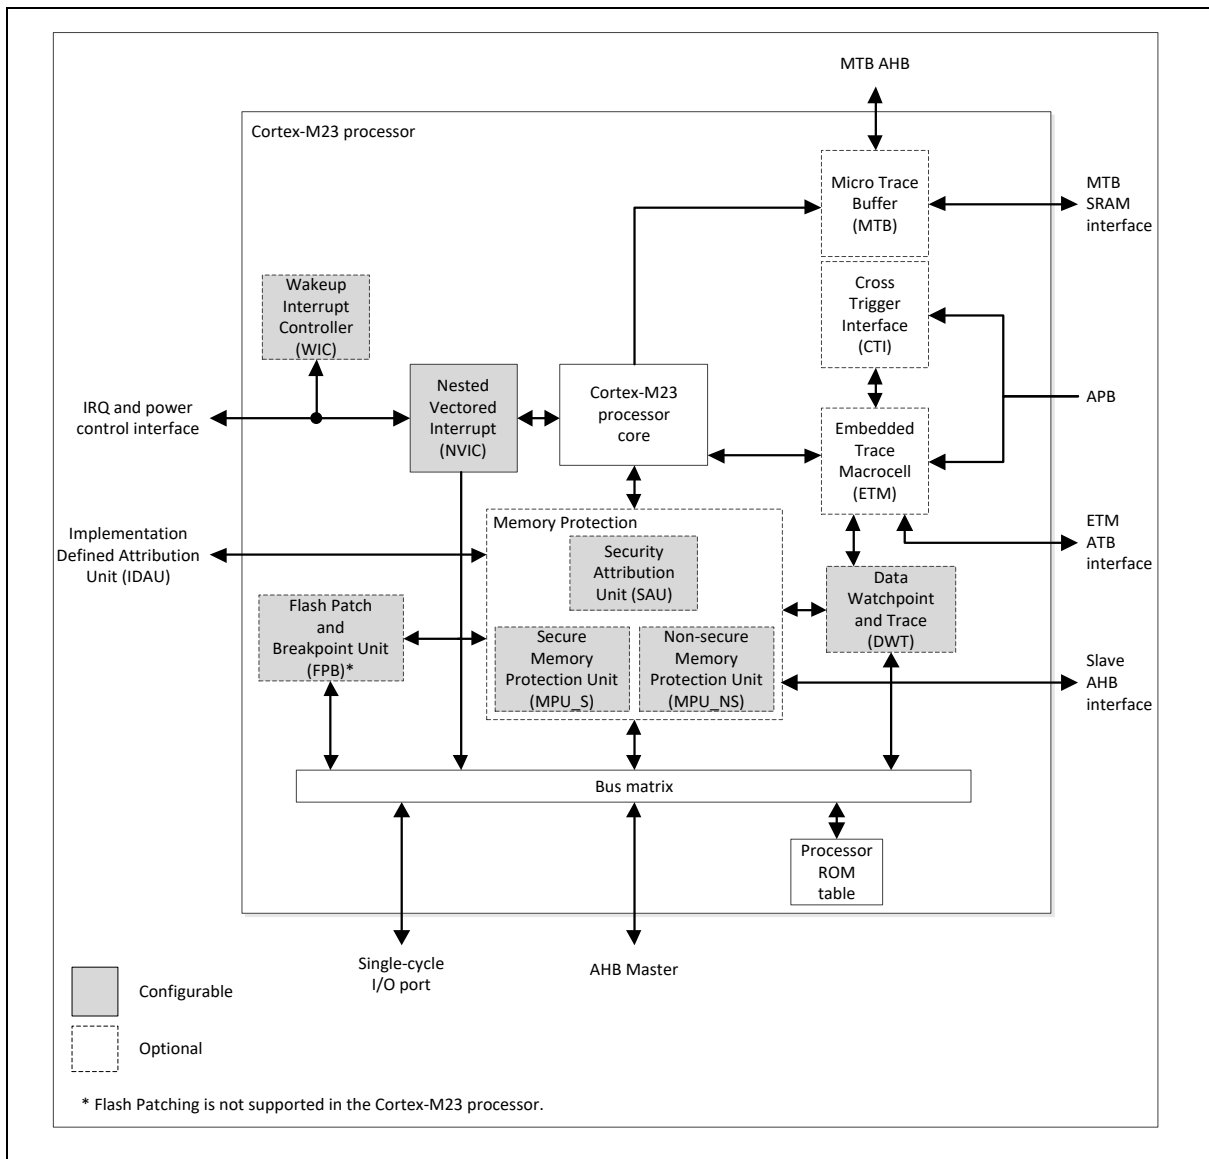 MTB AHB
Cortex-M23 processor
Micro Trace
Buffer
(MTB)
MTB
SRAM
interface
Wakeup
Interrupt
Controller
(WIC)
Cross
Trigger
Interface
(CTI)
IRQ and power
control interface
Nested
Vectored
Interrupt
(NVIC)
Cortex-M23
processor
core
APB
Embedded
Trace
Macrocell
(ETM)
Implementation
Defined Attribution
Unit (IDAU)
Memory Protection
Security
Attribution
Unit (SAU)
ETM
ATB
interface
Flash Patch
and
Breakpoint Unit
(FPB)*
Secure
Memory
Protection Unit
(MPU_S)
Non-secure
Memory
Protection Unit
(MPU_NS)
Data
Watchpoint
and Trace
(DWT)
Slave
AHB
interface
Bus matrix
Processor
ROM
table
Single-cycle
I/O port
AHB Master
Configurable
Optional
* Flash Patching is not supported in the Cortex-M23 processor.